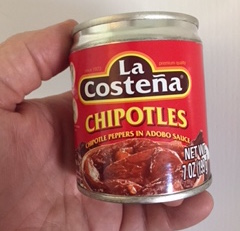 La
Costeña
CHIPOTLES
CHIPOTLE PEPPERS IN ADOBO SAUCE
NET
7 OZ